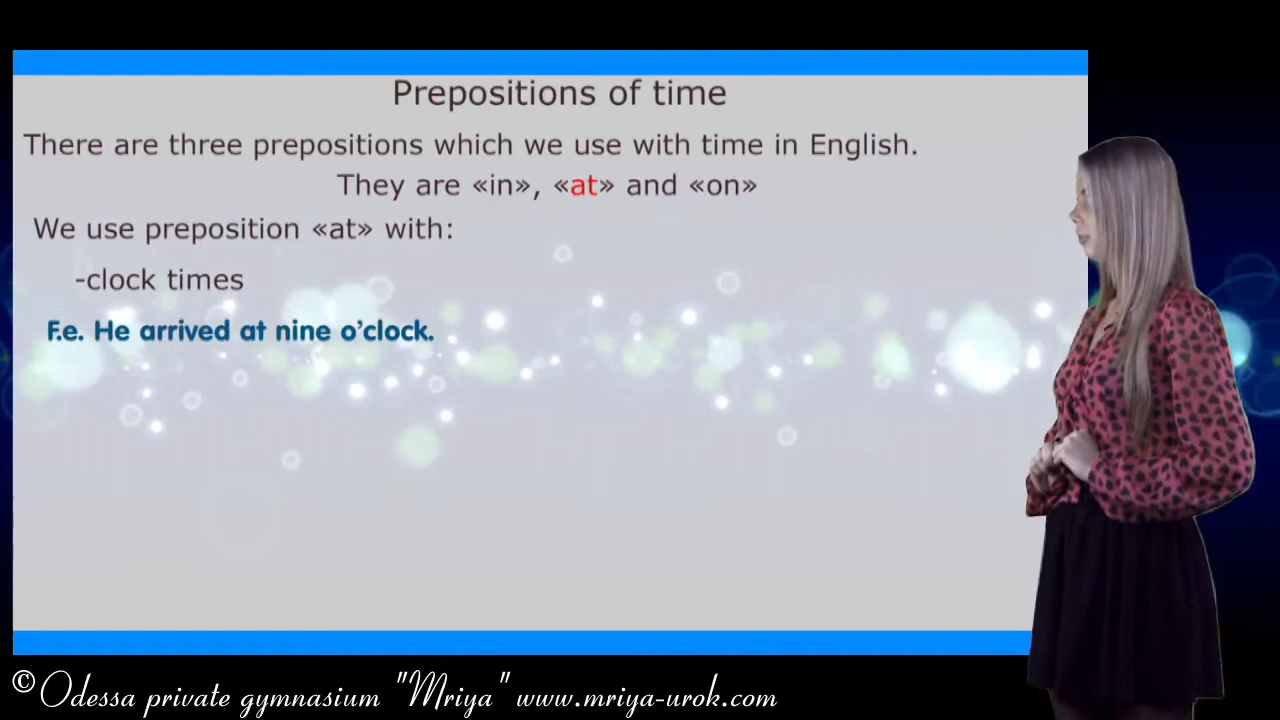 Prepositions of time
There are three prepositions which we use with time in English.
They are «in», «at» and «on»
We use preposition «at» with:
-clock times
F.e. He arrived at nine o’clock.
©Odessa private gymnasium "Mriya" www.mriya-urok.com